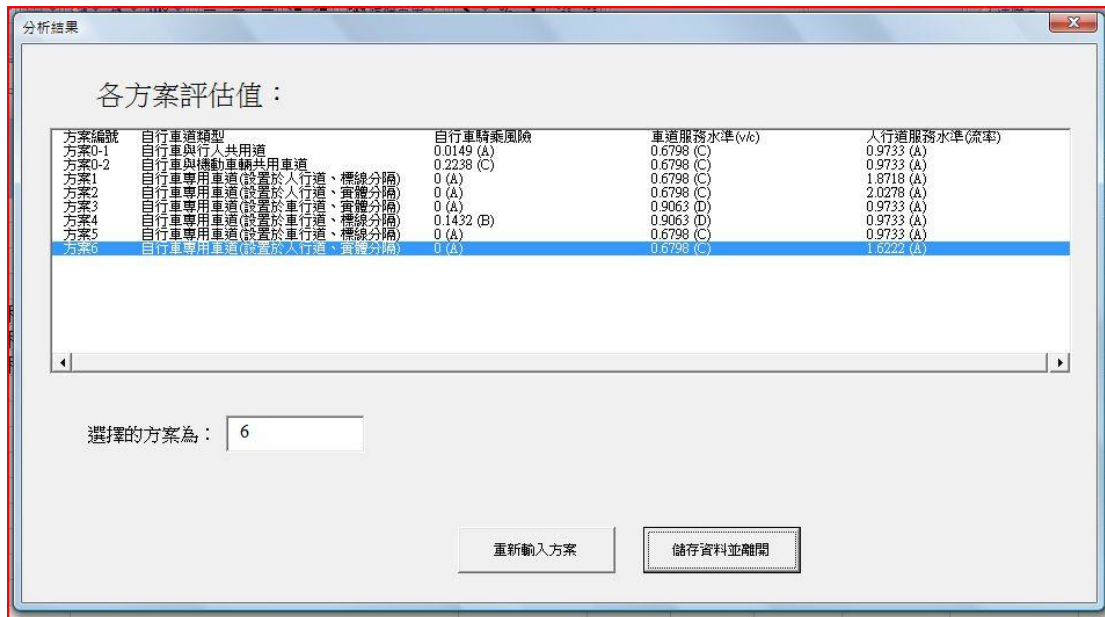 分析結果
各方案評估值：
方案編號 自行車道類型 自行車騎乘風險 車道服務水準(v/c) 人行道服務水準(流率)
方案0-1 自行車與行人共用道 0.0149 (A) 0.6798 (C) 0.9733 (A)
方案0-2 自行車與機動車輛共用車道 0.2238 (C) 0.6798 (C) 0.9733 (A)
方案1 自行車專用車道(設置於人行道、標線分隔) 0 (A) 0.6798 (C) 1.8718 (A)
方案2 自行車專用車道(設置於人行道、實體分隔) 0 (A) 0.6798 (C) 2.0278 (A)
方案3 自行車專用車道(設置於車行道、實體分隔) 0 (A) 0.9063 (D) 0.9733 (A)
方案4 自行車專用車道(設置於車行道、標線分隔) 0.1432 (B) 0.9063 (D) 0.9733 (A)
方案5 自行車專用車道(設置於車行道、標線分隔) 0 (A) 0.6798 (C) 0.9733 (A)
方案6 自行車專用車道(設置於人行道、實體分隔) 0 (A) 0.6798 (C) 1.6222 (A)
選擇的方案為： 6
重新輸入方案 儲存資料並離開